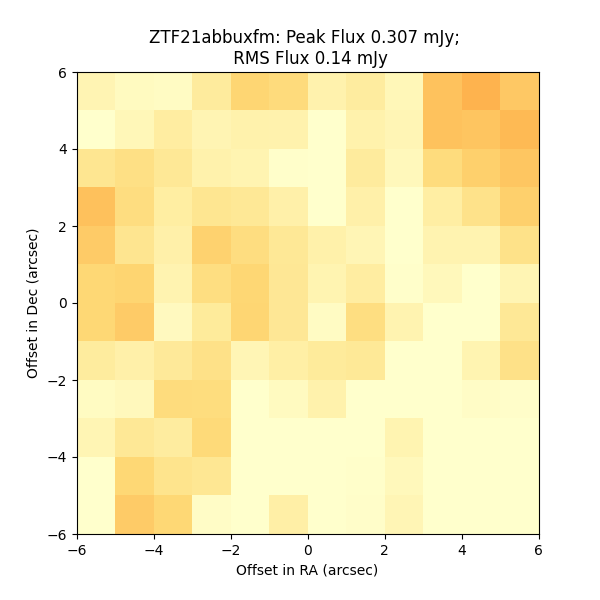 ZTF21abbuxfm: Peak Flux 0.307 mJy;
RMS Flux 0.14 mJy
6
4
2
0
−2
−4
−6
Offset in Dec (arcsec)
−6 −4 −2 0 2 4 6
Offset in RA (arcsec)